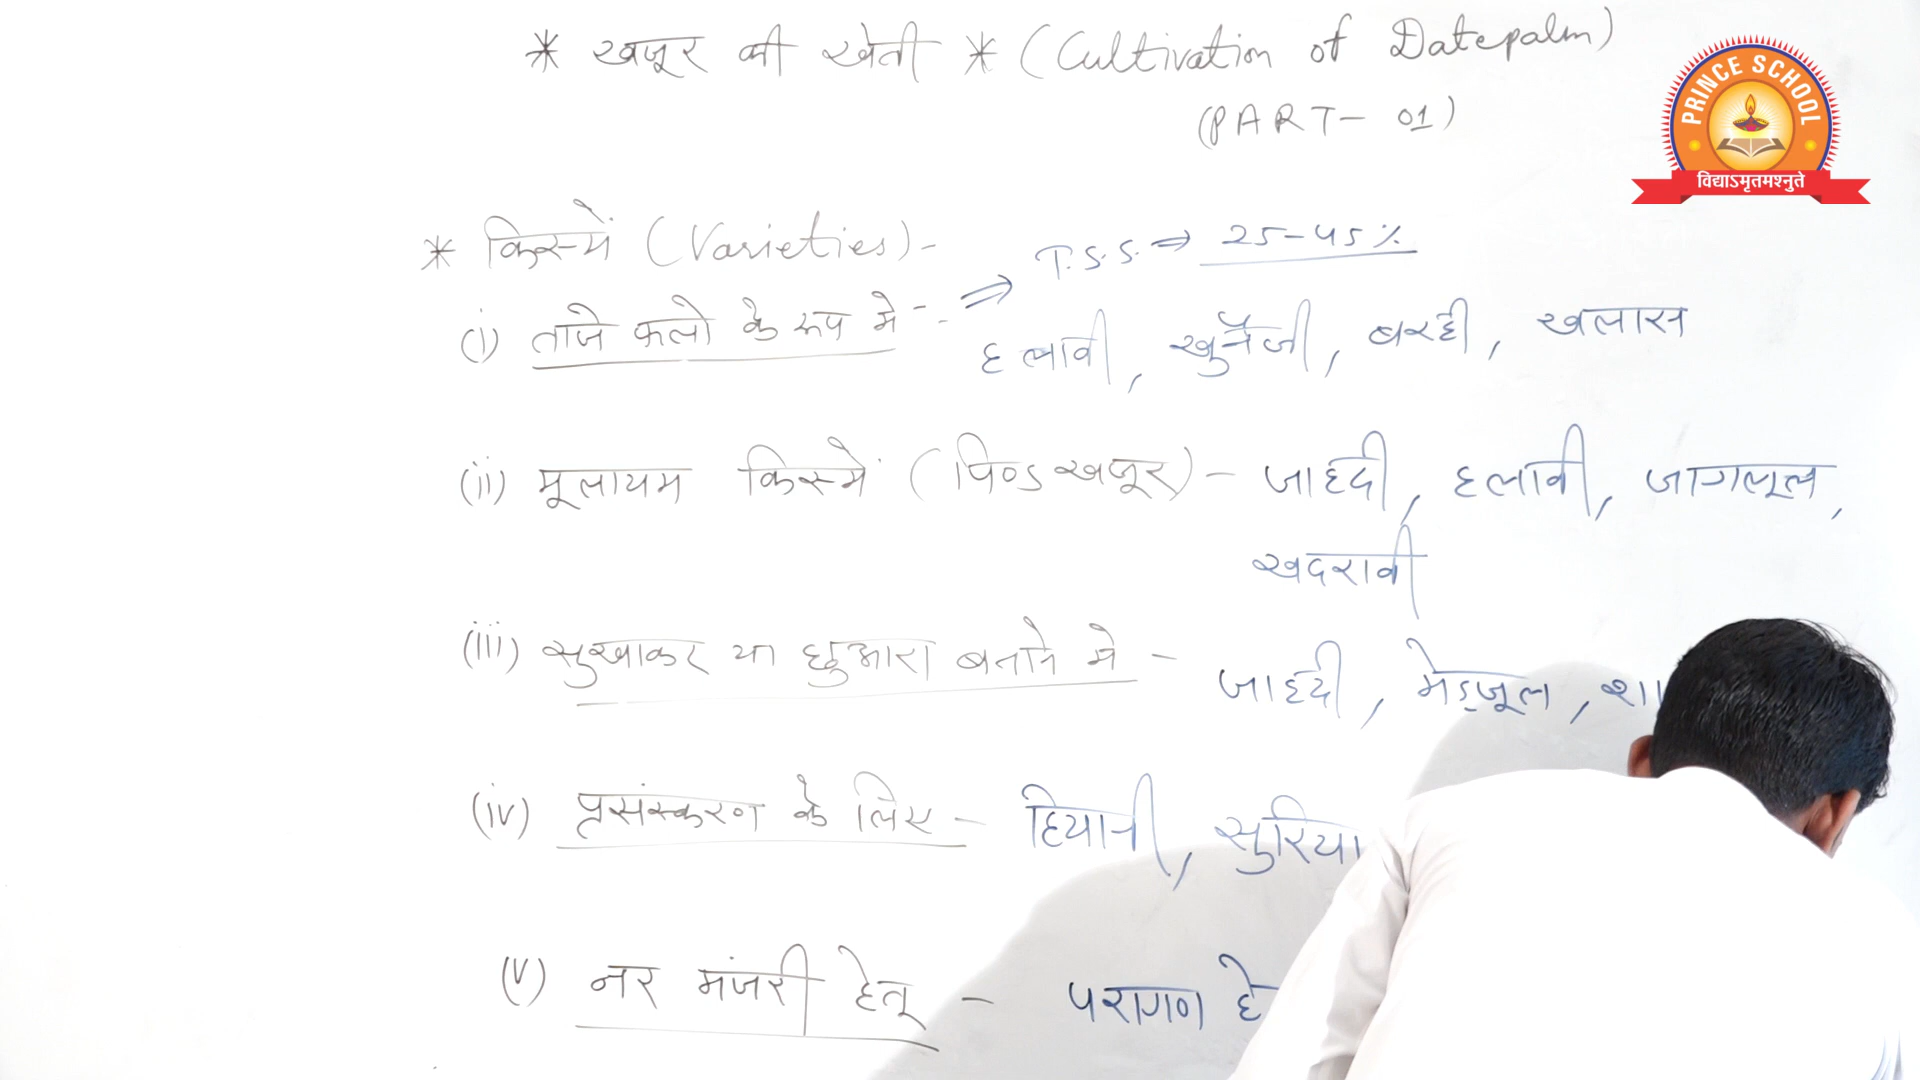 * खजूर की खेती * (Cultivation of Datepalm)
(PART- 01)
PRINCE SCHOOL
विद्याऽमृतमश्नुते
* किस्में (Varieties)-
T.S.S. ⇒ 25-45%
(i) ताजे फलो के रूप मे - ⇒ हलावी, खुनेजी, बरही, खलास
(ii) मूलायम किस्में (पिण्ड खजूर) - जाहदी, हलावी, जागलूल,
खदरावी
(iii) सुखाकर या छुआरा बनाने मे - जाहदी, मेड्जूल, शा
(iv) प्रसंस्करण के लिए - हियानी, सुरिया
(v) नर मंजरी हेतू - परागण हे